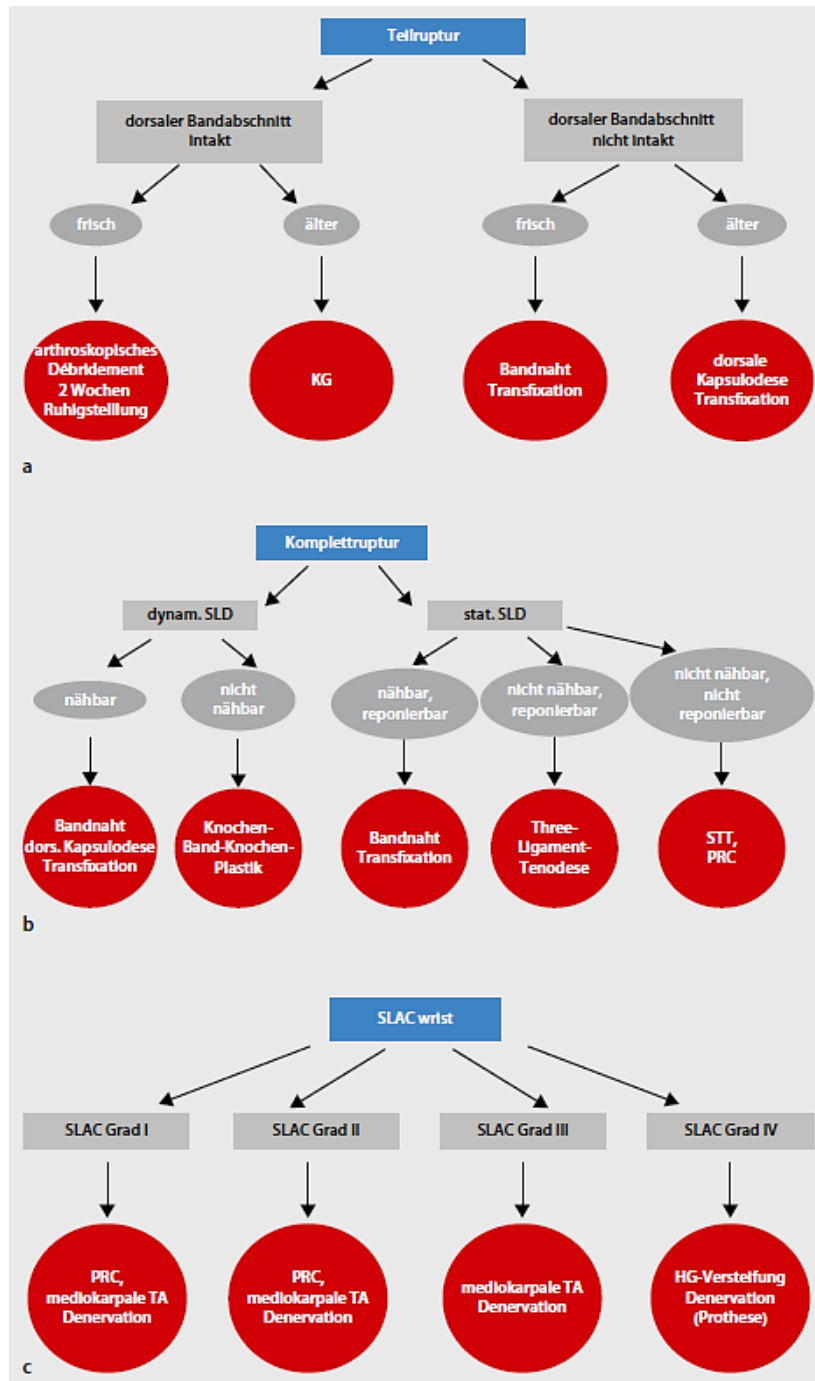 Teilruptur
dorsaler Bandabschnitt
intakt
dorsaler Bandabschnitt
nicht intakt
frisch
älter
frisch
älter
arthroskopisches
Débridement
2 Wochen
Ruhigstelllung
KG
Bandnaht
Transfixation
dorsale
Kapsulodese
Transfixation
a
Komplettruptur
dynam. SLD
stat. SLD
nähbar
nicht
nähbar
nähbar,
reponierbar
nicht nähbar,
reponierbar
nicht nähbar,
nicht
reponierbar
Bandnaht
dors. Kapsulodese
Transfixation
Knochen-
Band-Knochen-
Plastik
Bandnaht
Transfixation
Three-
Ligament-
Tenodese
STT,
PRC
b
SLAC wrist
SLAC Grad I
SLAC Grad II
SLAC Grad III
SLAC Grad IV
PRC,
mediokarpale TA
Denervation
PRC,
mediokarpale TA
Denervation
mediokarpale TA
Denervation
HG-Versteifung
Denervation
(Prothese)
c